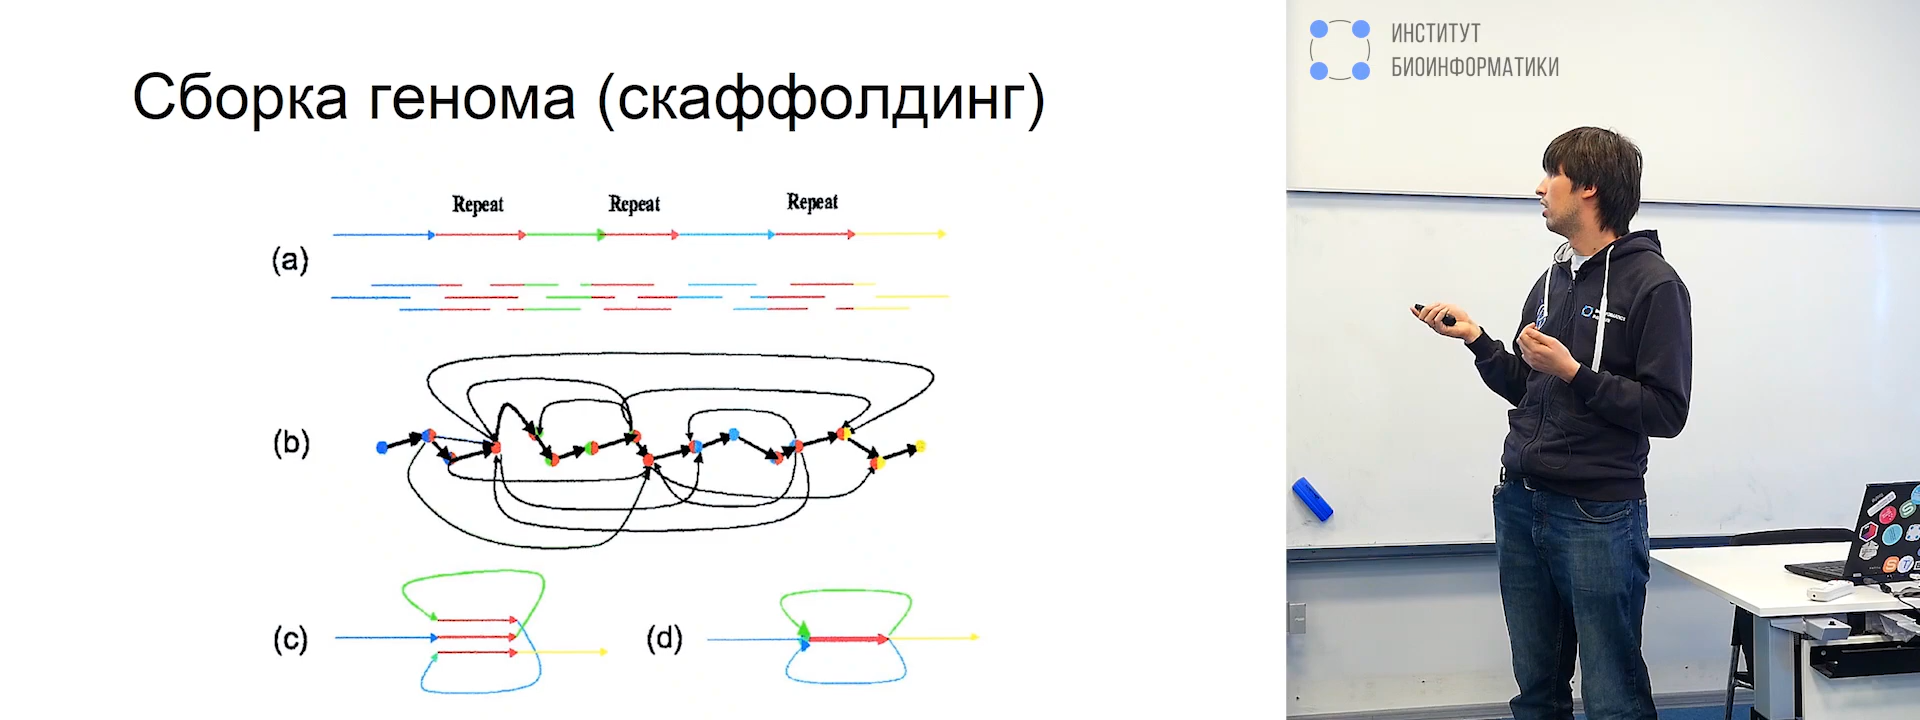 Сборка генома (скаффолдинг)
Repeat Repeat Repeat
(a)
(b)
(c) (d)
ИНСТИТУТ
БИОИНФОРМАТИКИ